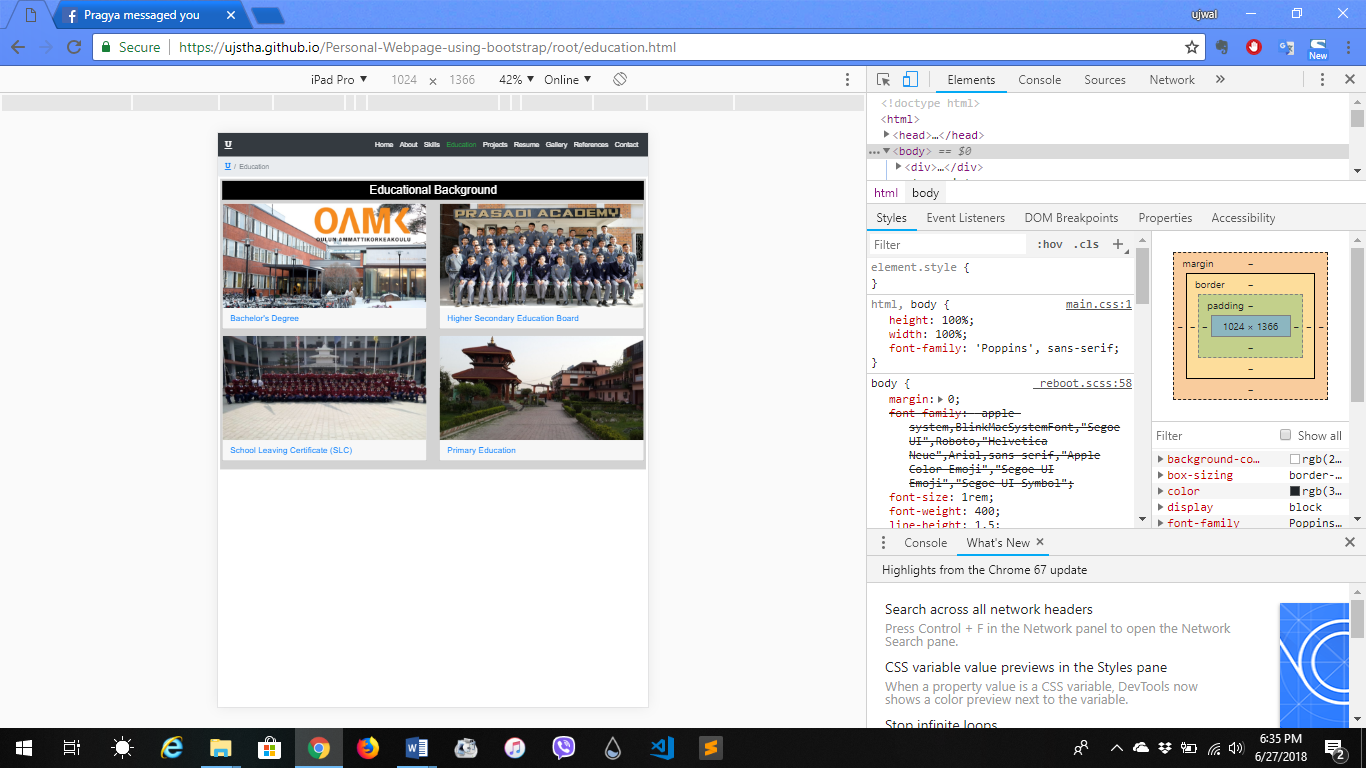 Pragya messaged you
ujwal
Secure https://ujstha.github.io/Personal-Webpage-using-bootstrap/root/education.html
New
iPad Pro ▼ 1024 × 1366 42% ▼ Online ▼
Elements Console Sources Network »
<!doctype html>
<html>
<head>…</head>
<body> == $0
<div>…</div>
html body
Styles Event Listeners DOM Breakpoints Properties Accessibility
Filter :hov .cls +
element.style {
}
html, body { main.css:1
height: 100%;
width: 100%;
font-family: 'Poppins', sans-serif;
}
body { _reboot.scss:58
margin: 0;
font-family: -apple-
system,BlinkMacSystemFont,"Segoe
UI",Roboto,"Helvetica
Neue",Arial,sans-serif,"Apple
Color Emoji","Segoe UI
Emoji","Segoe UI Symbol";
font-size: 1rem;
font-weight: 400;
line-height: 1.5;
margin –
border –
padding –
– – – 1024 × 1366 – – –
–
–
–
Filter Show all
background-co… rgb(2…
box-sizing border-…
color rgb(3…
display block
font-family Poppins…
U Home About Skills Education Projects Resume Gallery References Contact
U / Education
Educational Background
OAMK
OULUN AMMATTIKORKEAKOULU
PRASADI ACADEMY
Bachelor's Degree
Higher Secondary Education Board
School Leaving Certificate (SLC)
Primary Education
Console What's New ×
Highlights from the Chrome 67 update
Search across all network headers
Press Control + F in the Network panel to open the Network
Search pane.
CSS variable value previews in the Styles pane
When a property value is a CSS variable, DevTools now
shows a color preview next to the variable.
Stop infinite loops
6:35 PM
6/27/2018
2